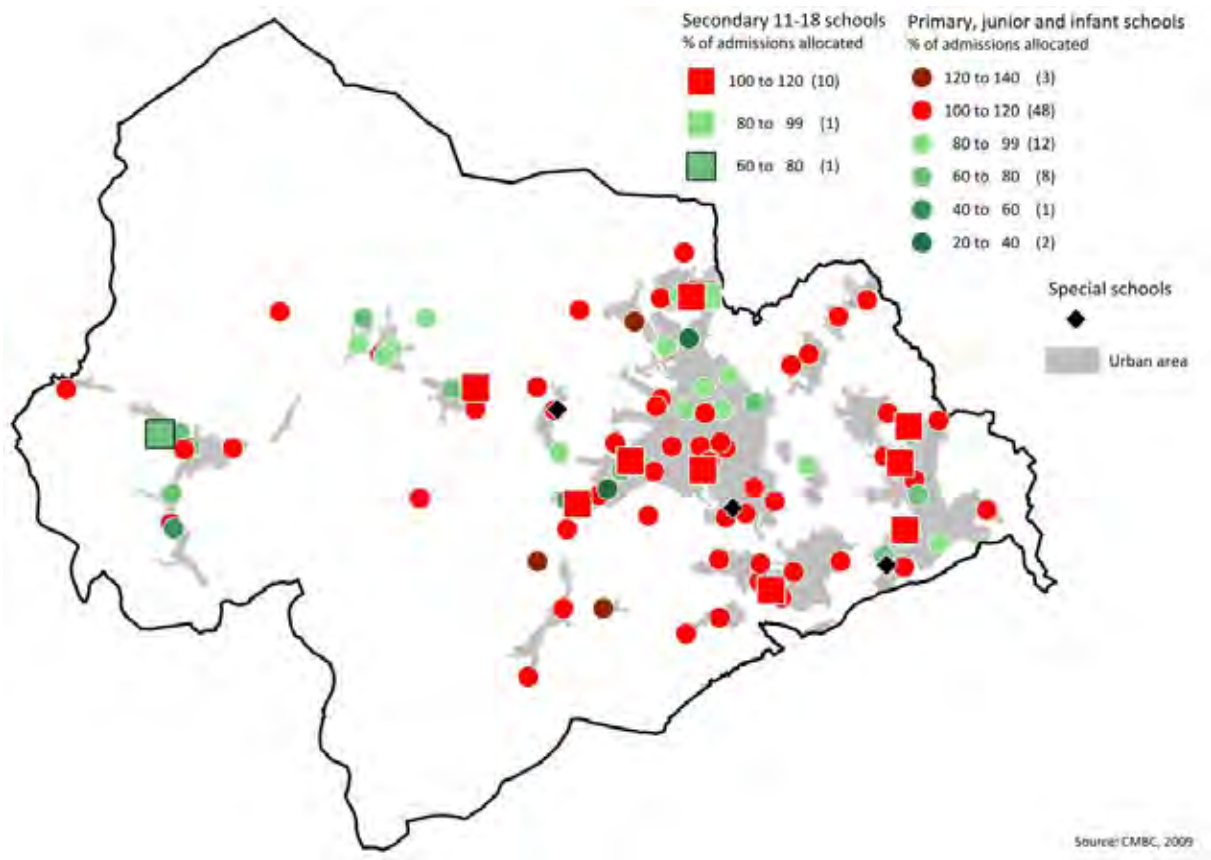 Secondary 11-18 schools
% of admissions allocated
100 to 120 (10)
80 to 99 (1)
60 to 80 (1)
Primary, junior and infant schools
% of admissions allocated
120 to 140 (3)
100 to 120 (48)
80 to 99 (12)
60 to 80 (8)
40 to 60 (1)
20 to 40 (2)
Special schools
Urban area
Source: CMBC, 2009